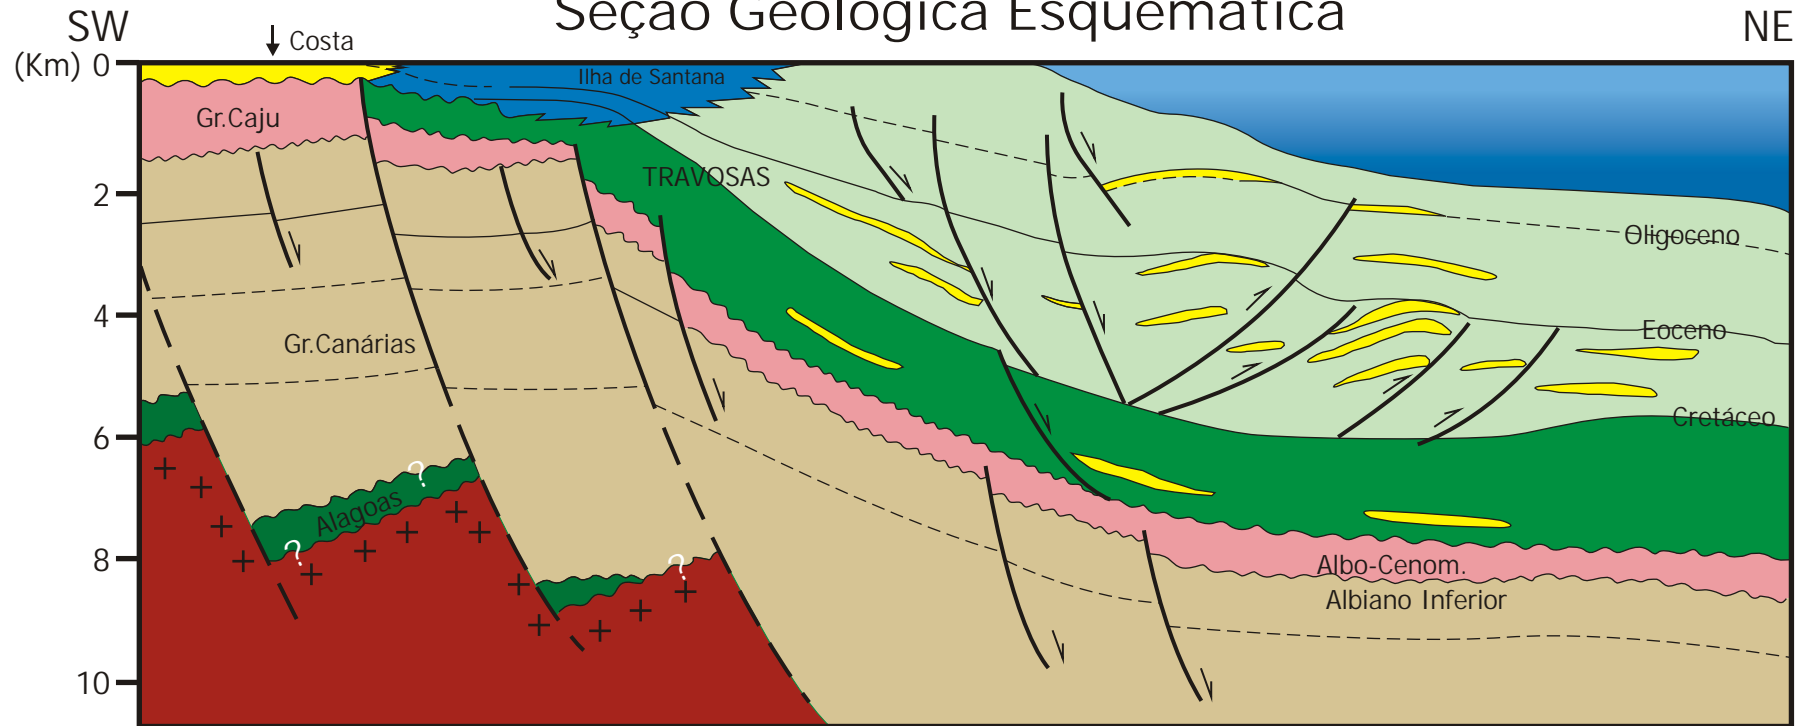 Seção Geológica Esquemática
SW
NE
Costa
(Km) 0
Ilha de Santana
Gr.Caju
TRAVOSAS
2
Oligoceno
4
Eoceno
Gr.Canárias
Cretáceo
6
?
Alagoas
?
?
8
Albo-Cenom.
Albiano Inferior
10